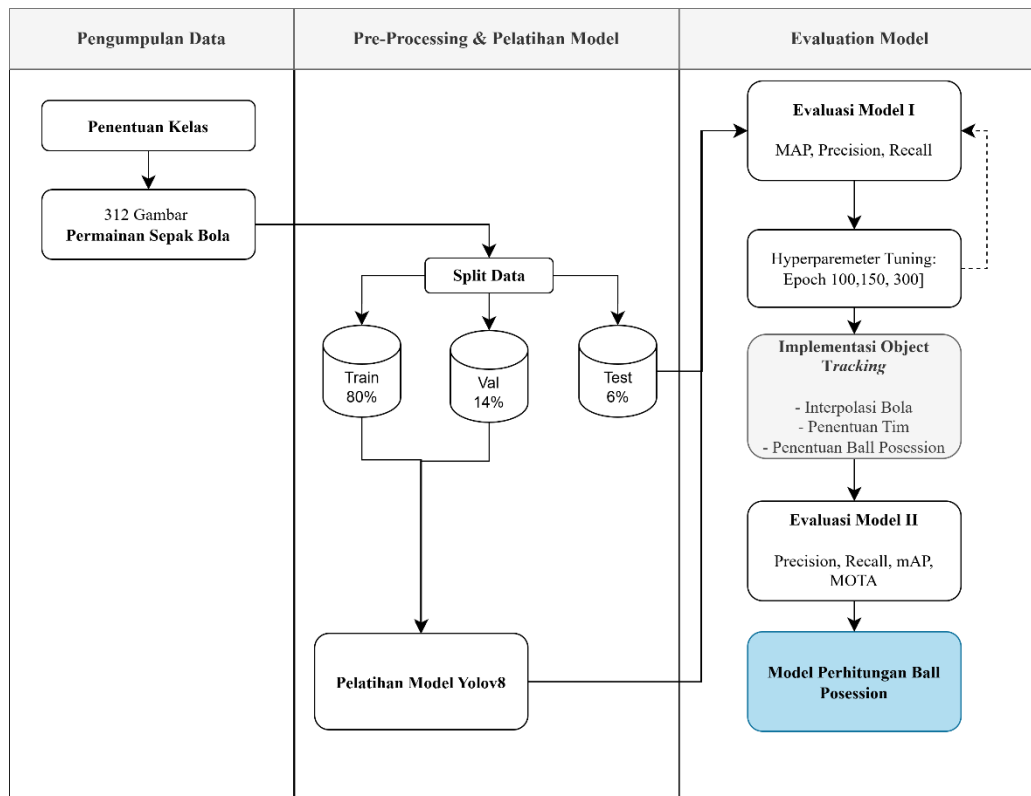 Pengumpulan Data
Pre-Processing & Pelatihan Model
Evaluation Model
Penentuan Kelas
312 Gambar
Permainan Sepak Bola
Split Data
Train
80%
Val
14%
Test
6%
Pelatihan Model Yolov8
Evaluasi Model I
MAP, Precision, Recall
Hyperparemeter Tuning:
Epoch 100,150, 300]
Implementasi Object
Tracking
- Interpolasi Bola
- Penentuan Tim
- Penentuan Ball Posession
Evaluasi Model II
Precision, Recall, mAP,
MOTA
Model Perhitungan Ball
Posession